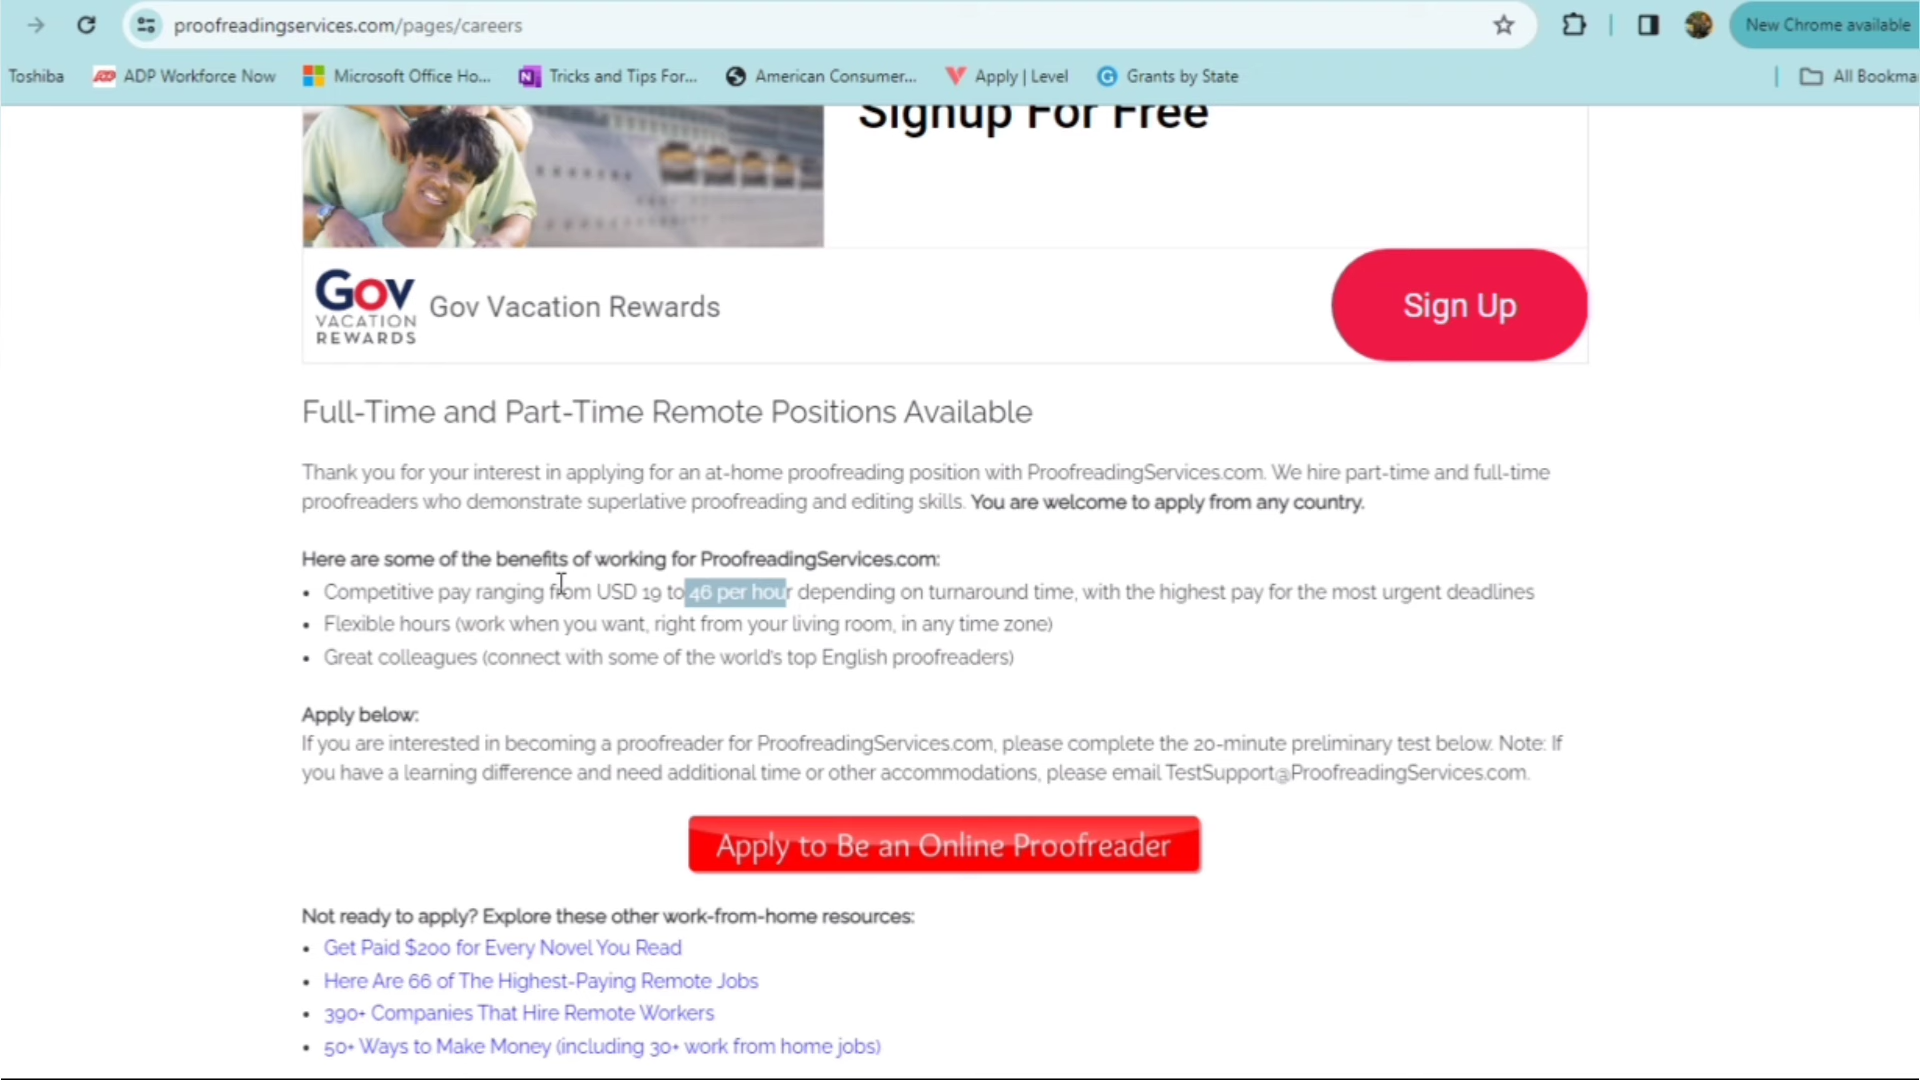 proofreadingservices.com/pages/careers
New Chrome available
Toshiba
ADP Workforce Now
Microsoft Office Ho...
Tricks and Tips For...
American Consumer...
Apply | Level
Grants by State
All Bookma
Signup For Free
GOV
VACATION
REWARDS
Gov Vacation Rewards
Sign Up
Full-Time and Part-Time Remote Positions Available
Thank you for your interest in applying for an at-home proofreading position with ProofreadingServices.com. We hire part-time and full-time
proofreaders who demonstrate superlative proofreading and editing skills. You are welcome to apply from any country.
Here are some of the benefits of working for ProofreadingServices.com:
• Competitive pay ranging from USD 19 to 46 per hour depending on turnaround time, with the highest pay for the most urgent deadlines
• Flexible hours (work when you want, right from your living room, in any time zone)
• Great colleagues (connect with some of the world's top English proofreaders)
Apply below:
If you are interested in becoming a proofreader for ProofreadingServices.com, please complete the 20-minute preliminary test below. Note: If
you have a learning difference and need additional time or other accommodations, please email TestSupport@ProofreadingServices.com.
Apply to Be an Online Proofreader
Not ready to apply? Explore these other work-from-home resources:
• Get Paid $200 for Every Novel You Read
• Here Are 66 of The Highest-Paying Remote Jobs
• 390+ Companies That Hire Remote Workers
• 50+ Ways to Make Money (including 30+ work from home jobs)